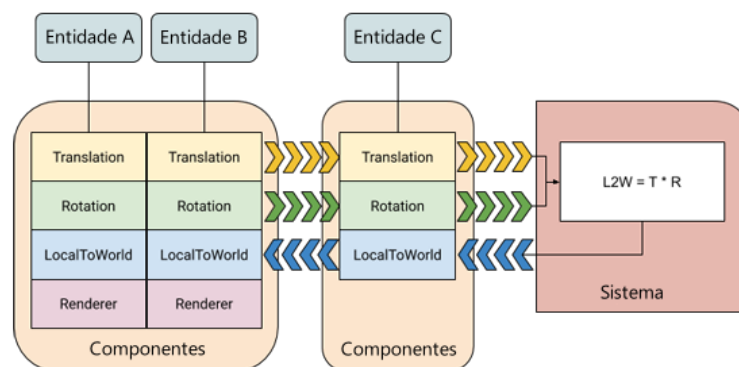 Entidade A
Entidade B
Entidade C
Translation
Translation
Translation
Rotation
Rotation
Rotation
LocalToWorld
LocalToWorld
LocalToWorld
Renderer
Renderer
L2W = T * R
Sistema
Componentes
Componentes